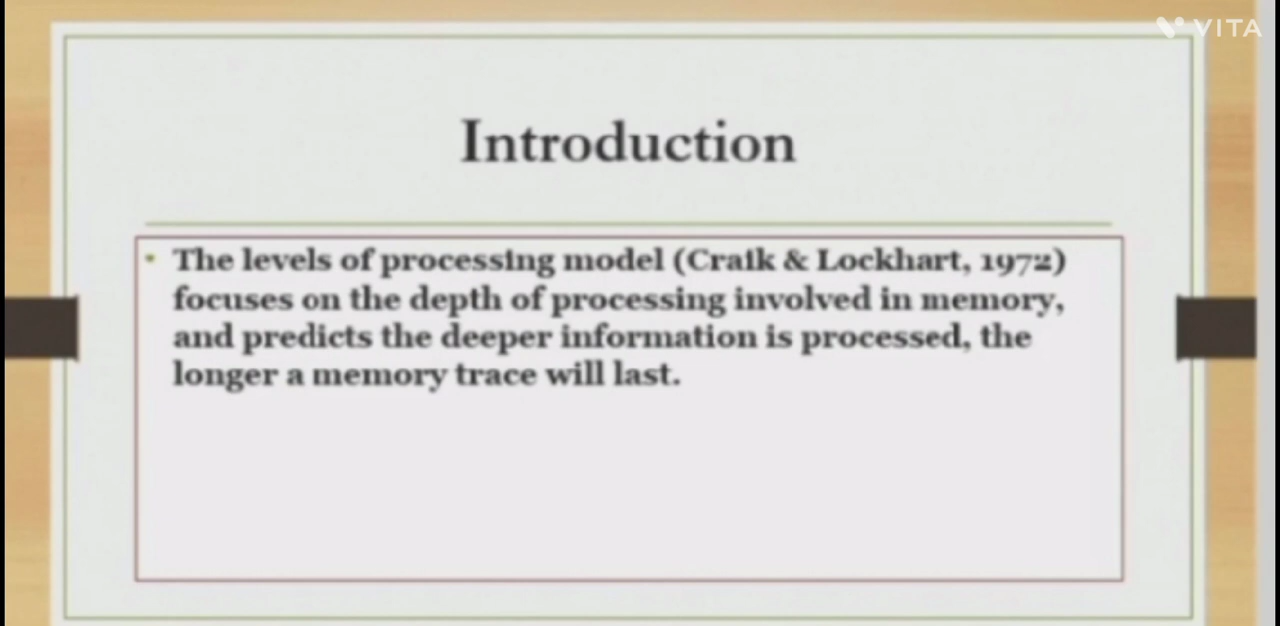 VITA
Introduction
• The levels of processing model (Craik & Lockhart, 1972)
focuses on the depth of processing involved in memory,
and predicts the deeper information is processed, the
longer a memory trace will last.